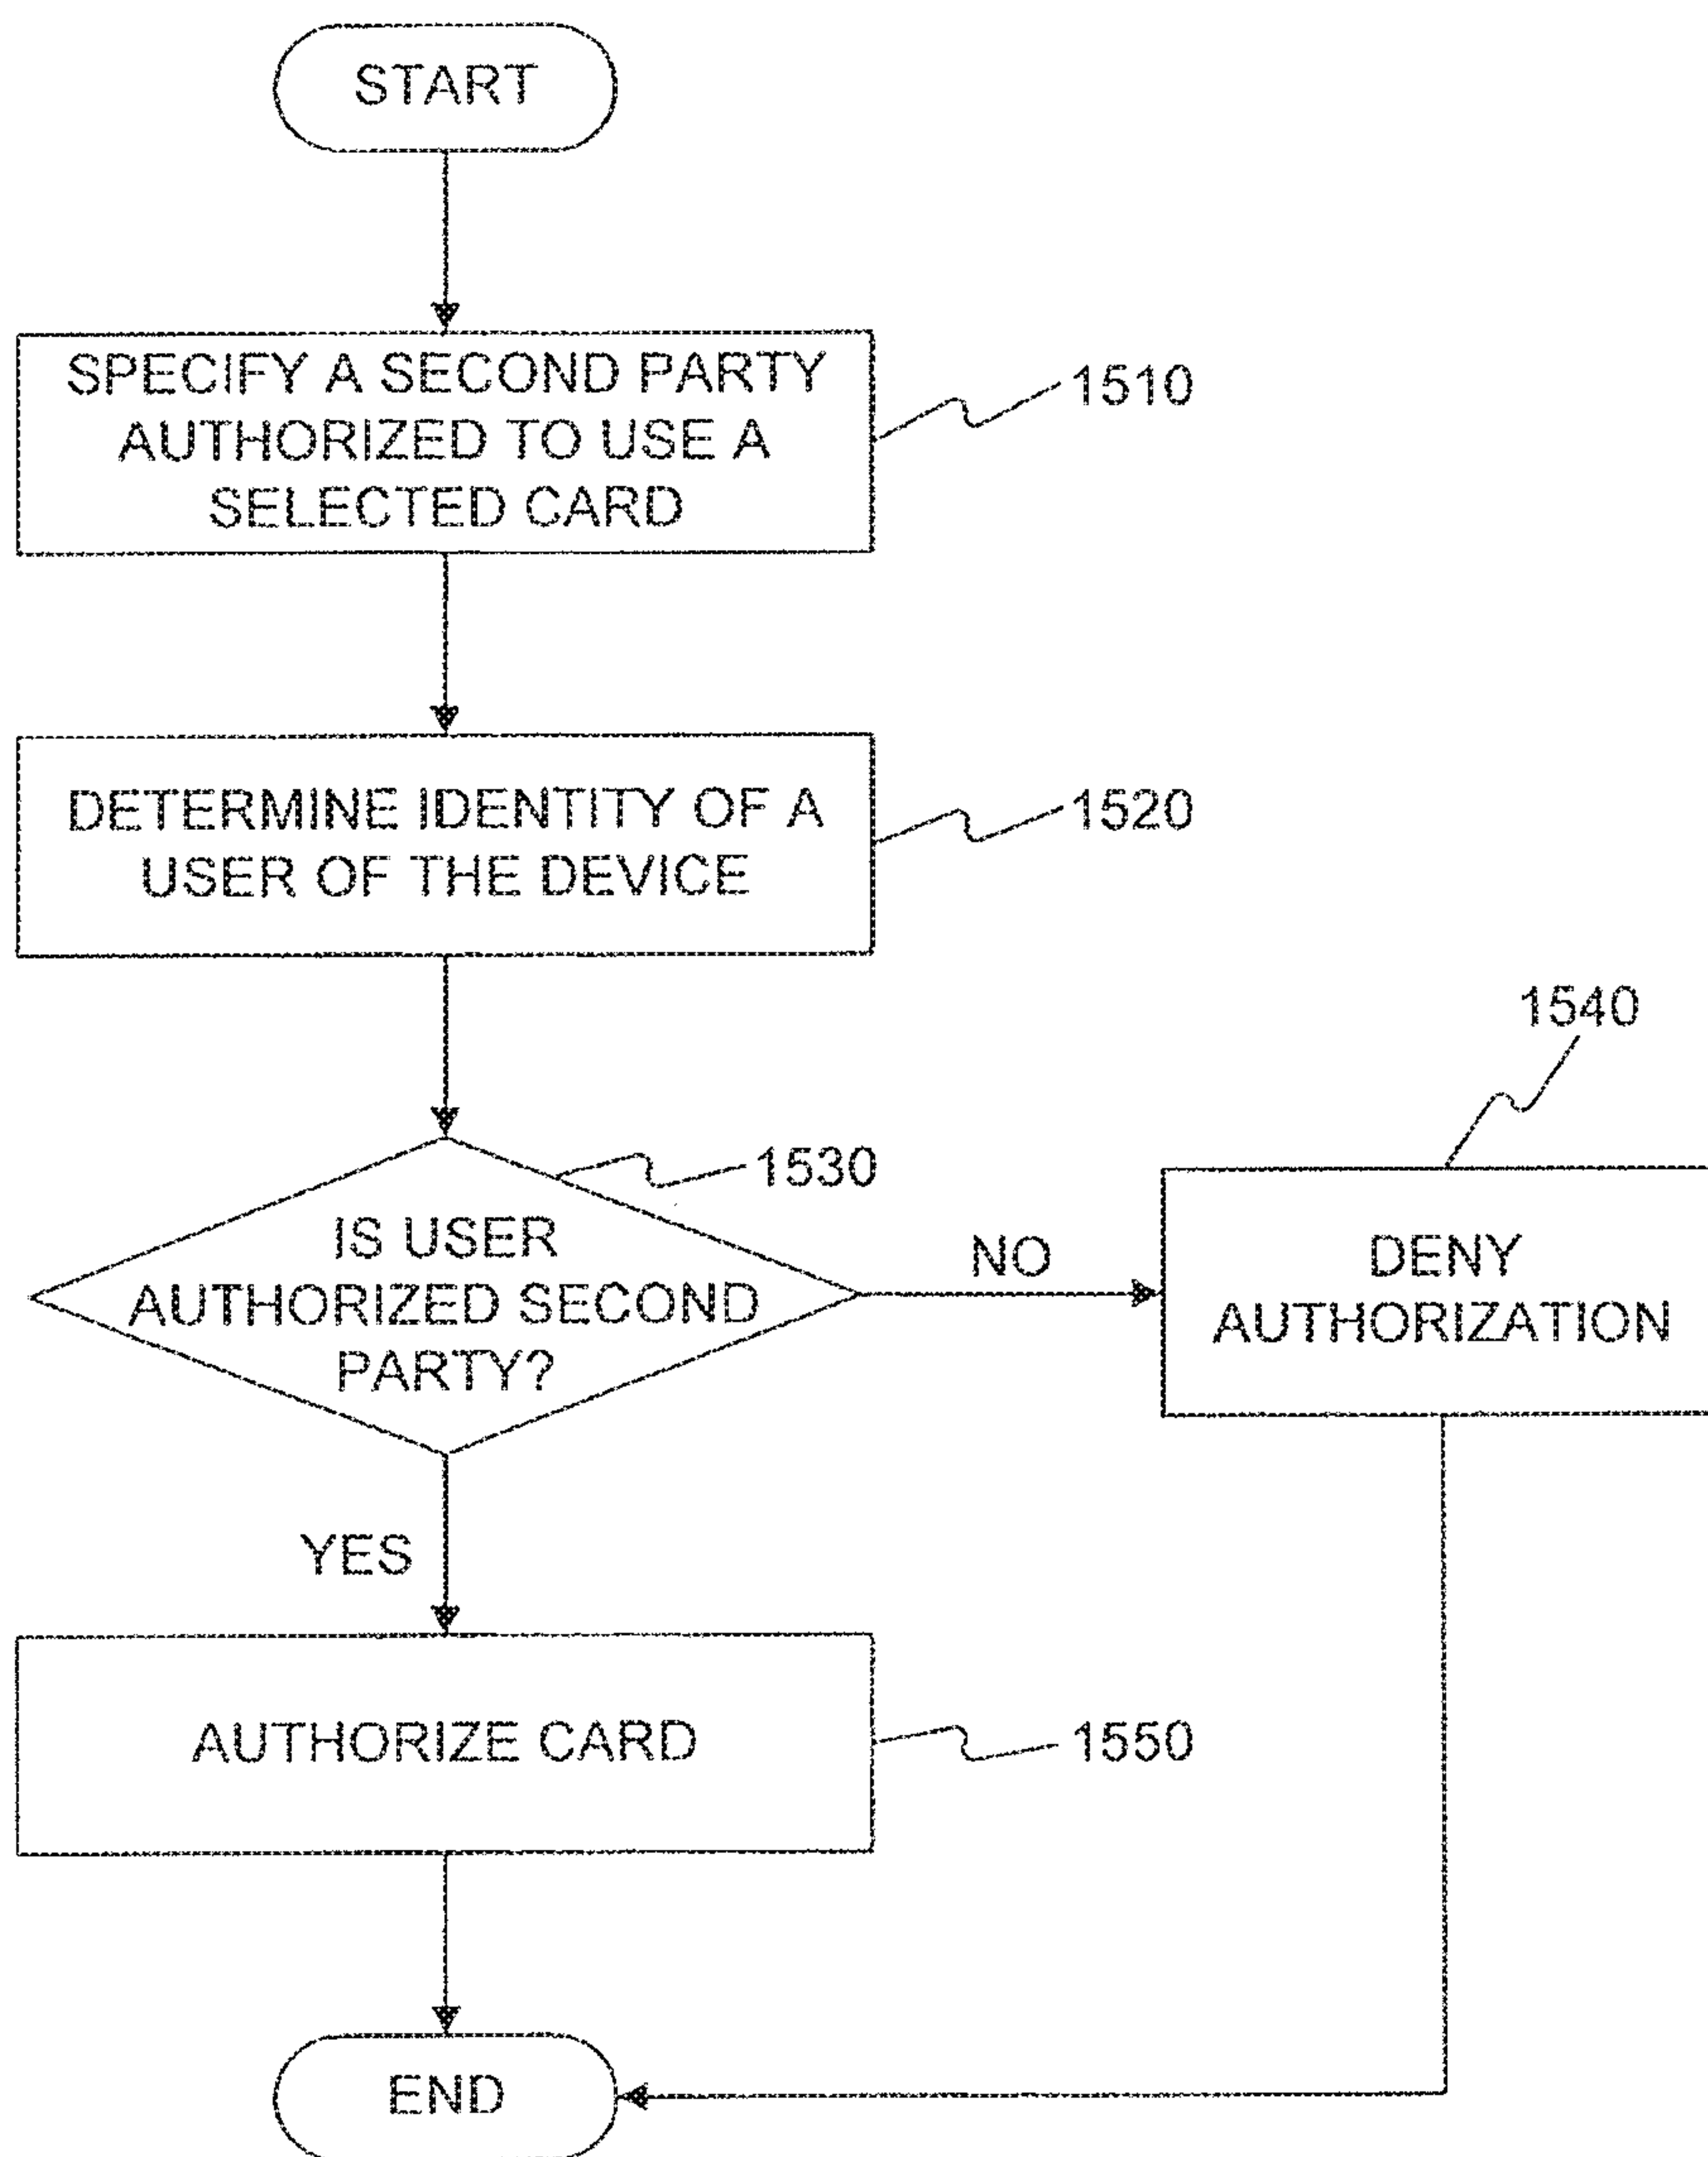 START
SPECIFY A SECOND PARTY
AUTHORIZED TO USE A
SELECTED CARD
1510
DETERMINE IDENTITY OF A
USER OF THE DEVICE
1520
1540
1530
IS USER
AUTHORIZED SECOND
PARTY?
NO
DENY
AUTHORIZATION
YES
AUTHORIZE CARD
1550
END